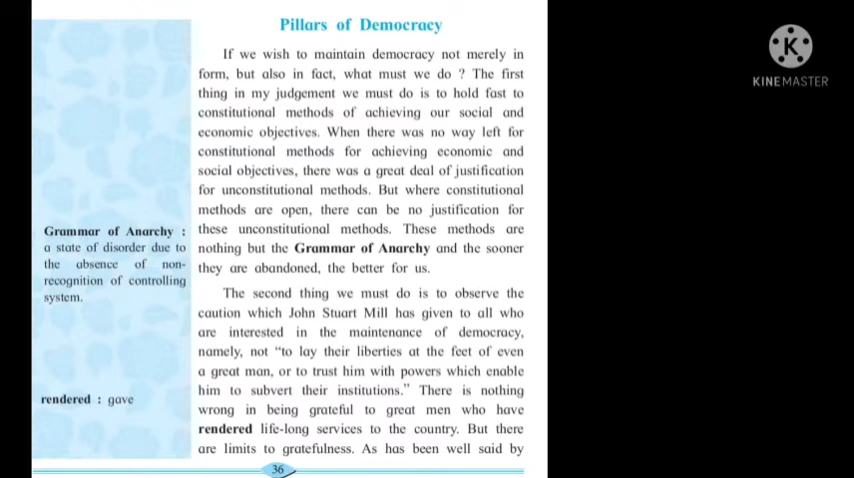 Pillars of Democracy
If we wish to maintain democracy not merely in
form, but also in fact, what must we do ? The first
thing in my judgement we must do is to hold fast to
constitutional methods of achieving our social and
economic objectives. When there was no way left for
constitutional methods for achieving economic and
social objectives, there was a great deal of justification
for unconstitutional methods. But where constitutional
methods are open, there can be no justification for
these unconstitutional methods. These methods are
nothing but the Grammar of Anarchy and the sooner
they are abandoned, the better for us.
The second thing we must do is to observe the
caution which John Stuart Mill has given to all who
are interested in the maintenance of democracy,
namely, not "to lay their liberties at the feet of even
a great man, or to trust him with powers which enable
him to subvert their institutions." There is nothing
wrong in being grateful to great men who have
rendered life-long services to the country. But there
are limits to gratefulness. As has been well said by
Grammar of Anarchy :
a state of disorder due to
the absence of non-
recognition of controlling
system.
rendered : gave
36
K
KINEMASTER